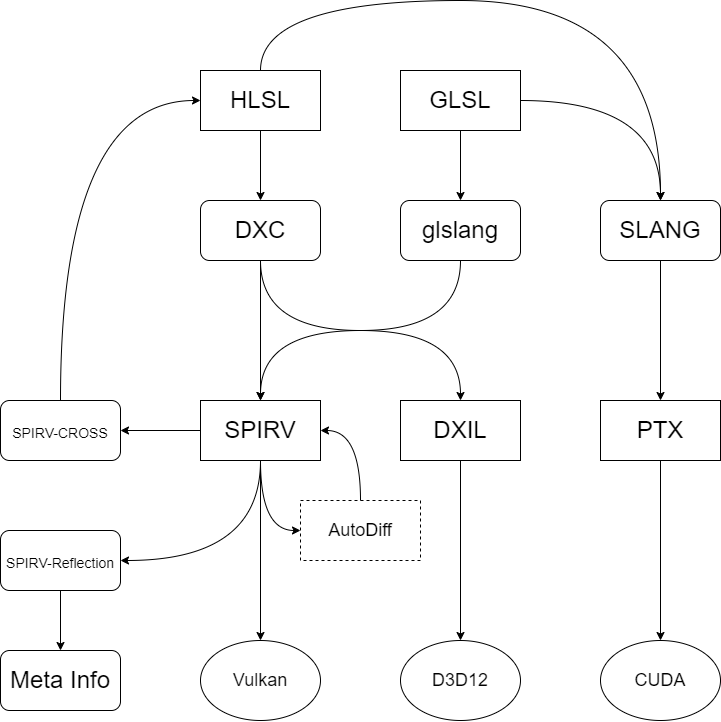 HLSL
GLSL
DXC
glslang
SLANG
SPIRV-CROSS
SPIRV
DXIL
PTX
AutoDiff
SPIRV-Reflection
Meta Info
Vulkan
D3D12
CUDA